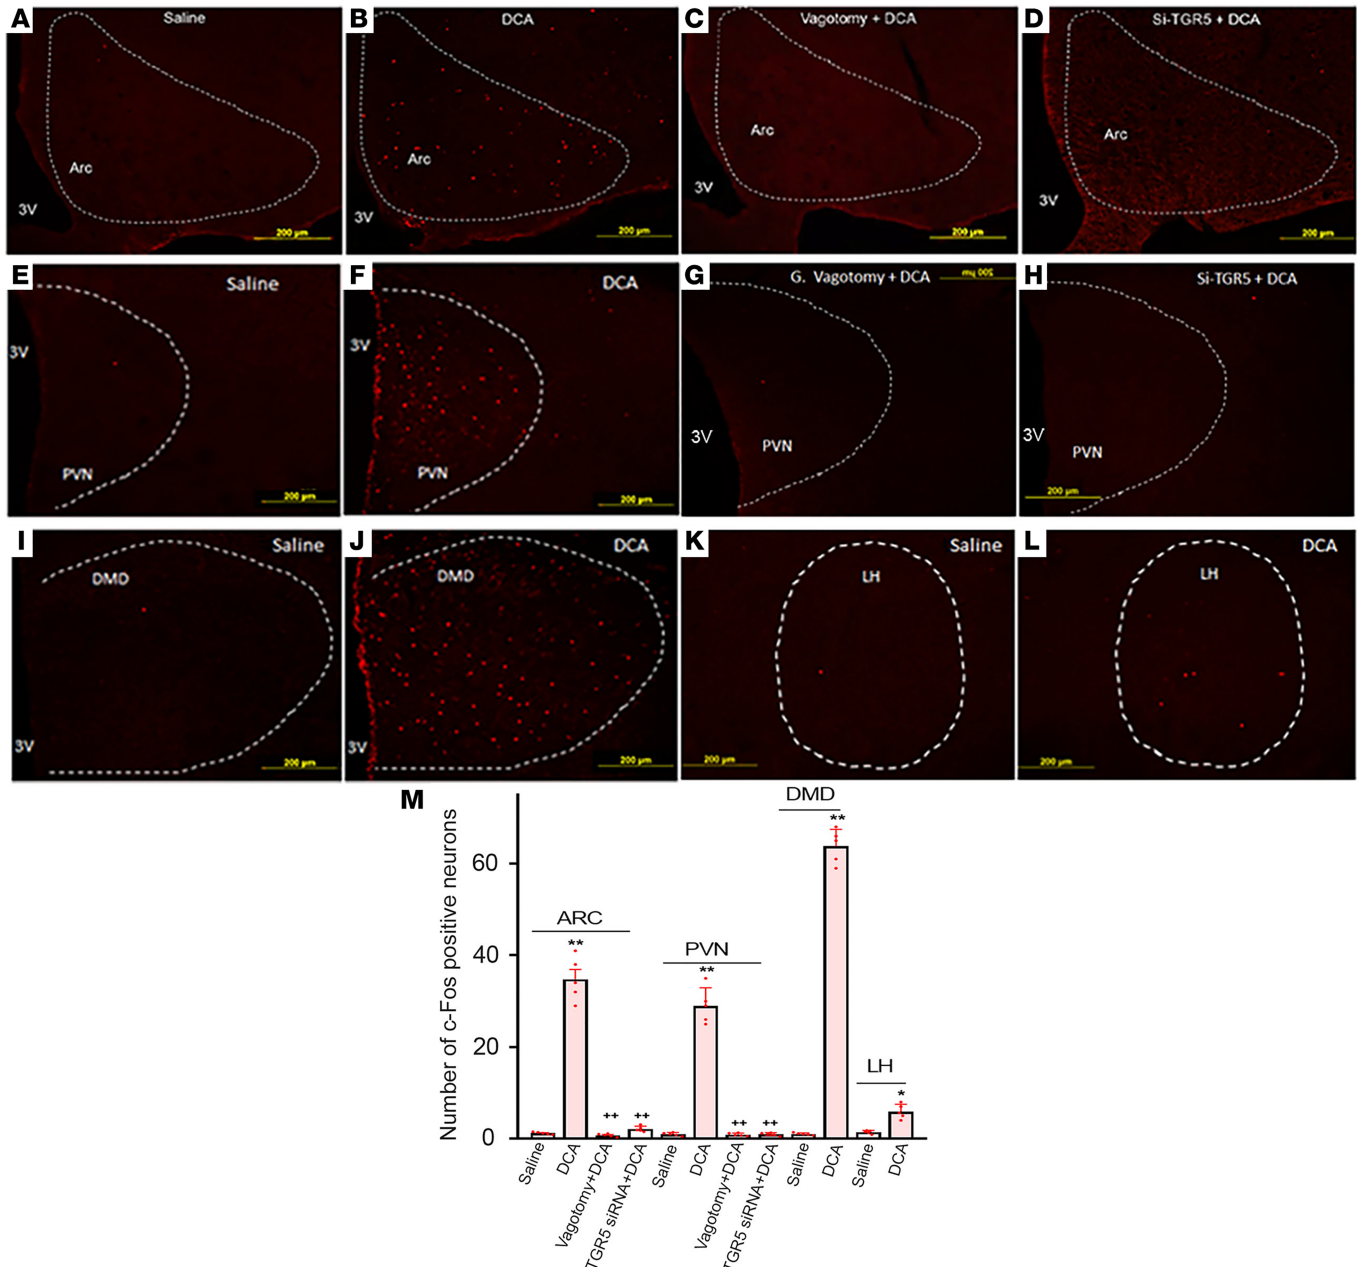 A
Saline
Arc
3V
200 µm
B
DCA
Arc
3V
200 µm
C
Vagotomy + DCA
Arc
3V
200 µm
D
Si-TGR5 + DCA
Arc
3V
200 µm
E
Saline
3V
PVN
200 µm
F
DCA
3V
PVN
200 µm
G
G. Vagotomy + DCA
200 µm
3V
PVN
H
Si-TGR5 + DCA
3V
PVN
200 µm
I
Saline
DMD
3V
200 µm
J
DCA
DMD
3V
200 µm
K
Saline
LH
200 µm
L
DCA
LH
200 µm
M
Number of c-Fos positive neurons
0
20
40
60
ARC
**
++
++
PVN
**
++
++
DMD
**
LH
*
Saline
DCA
Vagotomy+DCA
TGR5 siRNA+DCA
Saline
DCA
Vagotomy+DCA
TGR5 siRNA+DCA
Saline
DCA
Saline
DCA